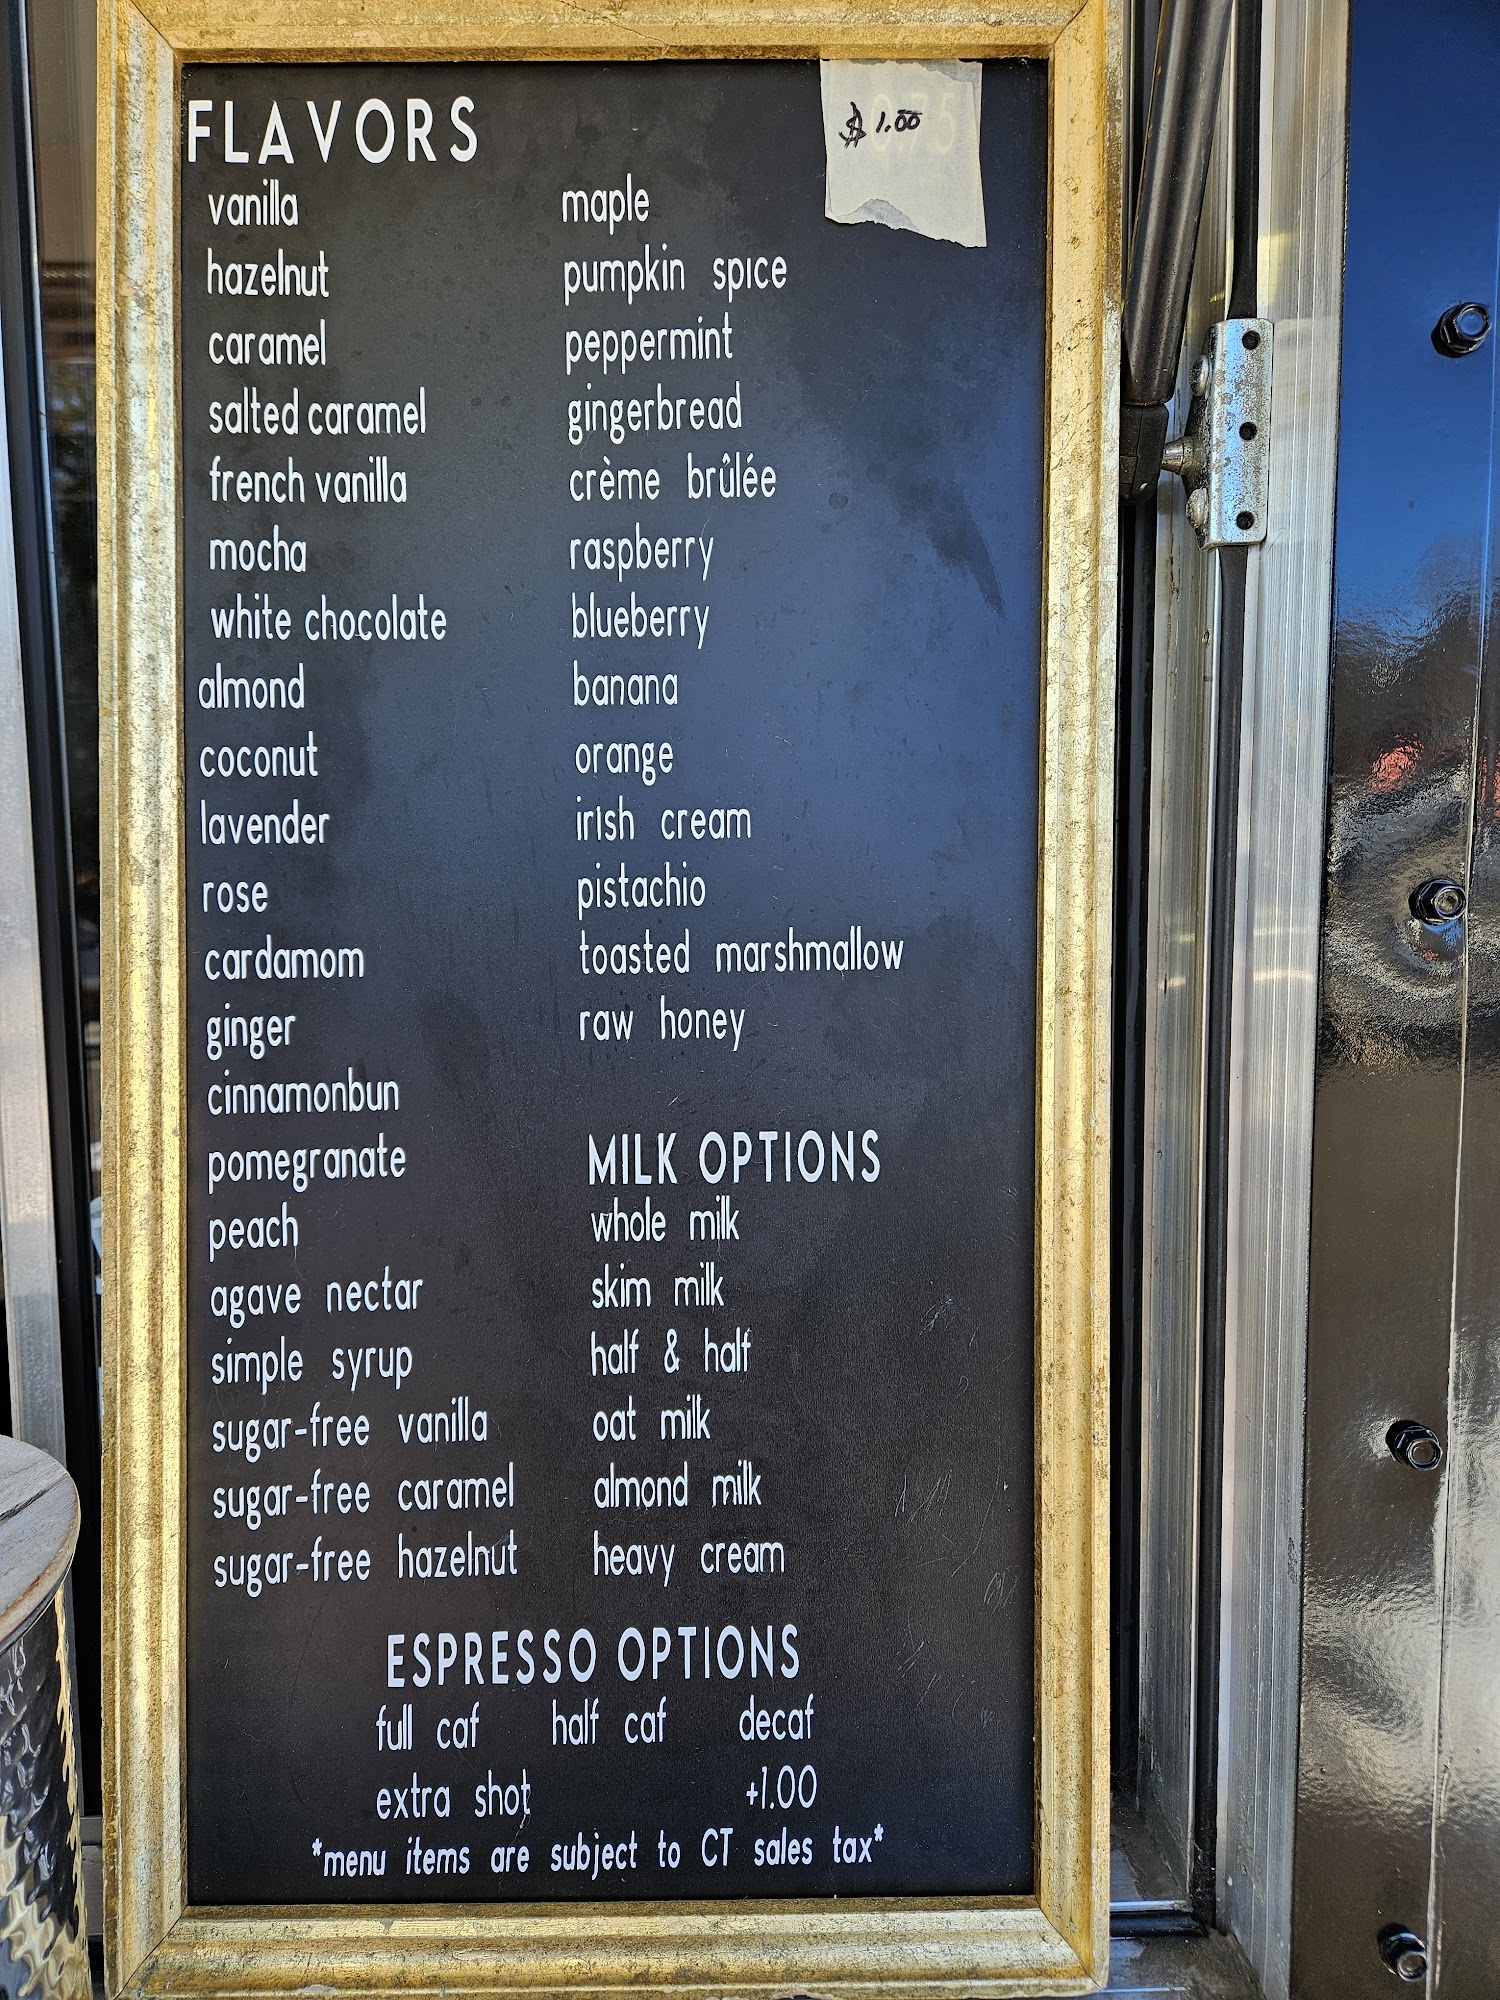 FLAVORS
$1.00
0.75
vanilla
hazelnut
caramel
salted caramel
french vanilla
mocha
white chocolate
almond
coconut
lavender
rose
cardamom
ginger
cinnamonbun
pomegranate
peach
agave nectar
simple syrup
sugar-free vanilla
sugar-free caramel
sugar-free hazelnut
maple
pumpkin spice
peppermint
gingerbread
crème brûlée
raspberry
blueberry
banana
orange
irish cream
pistachio
toasted marshmallow
raw honey
MILK OPTIONS
whole milk
skim milk
half & half
oat milk
almond milk
heavy cream
ESPRESSO OPTIONS
full caf half caf decaf
extra shot +1.00
*menu items are subject to CT sales tax*